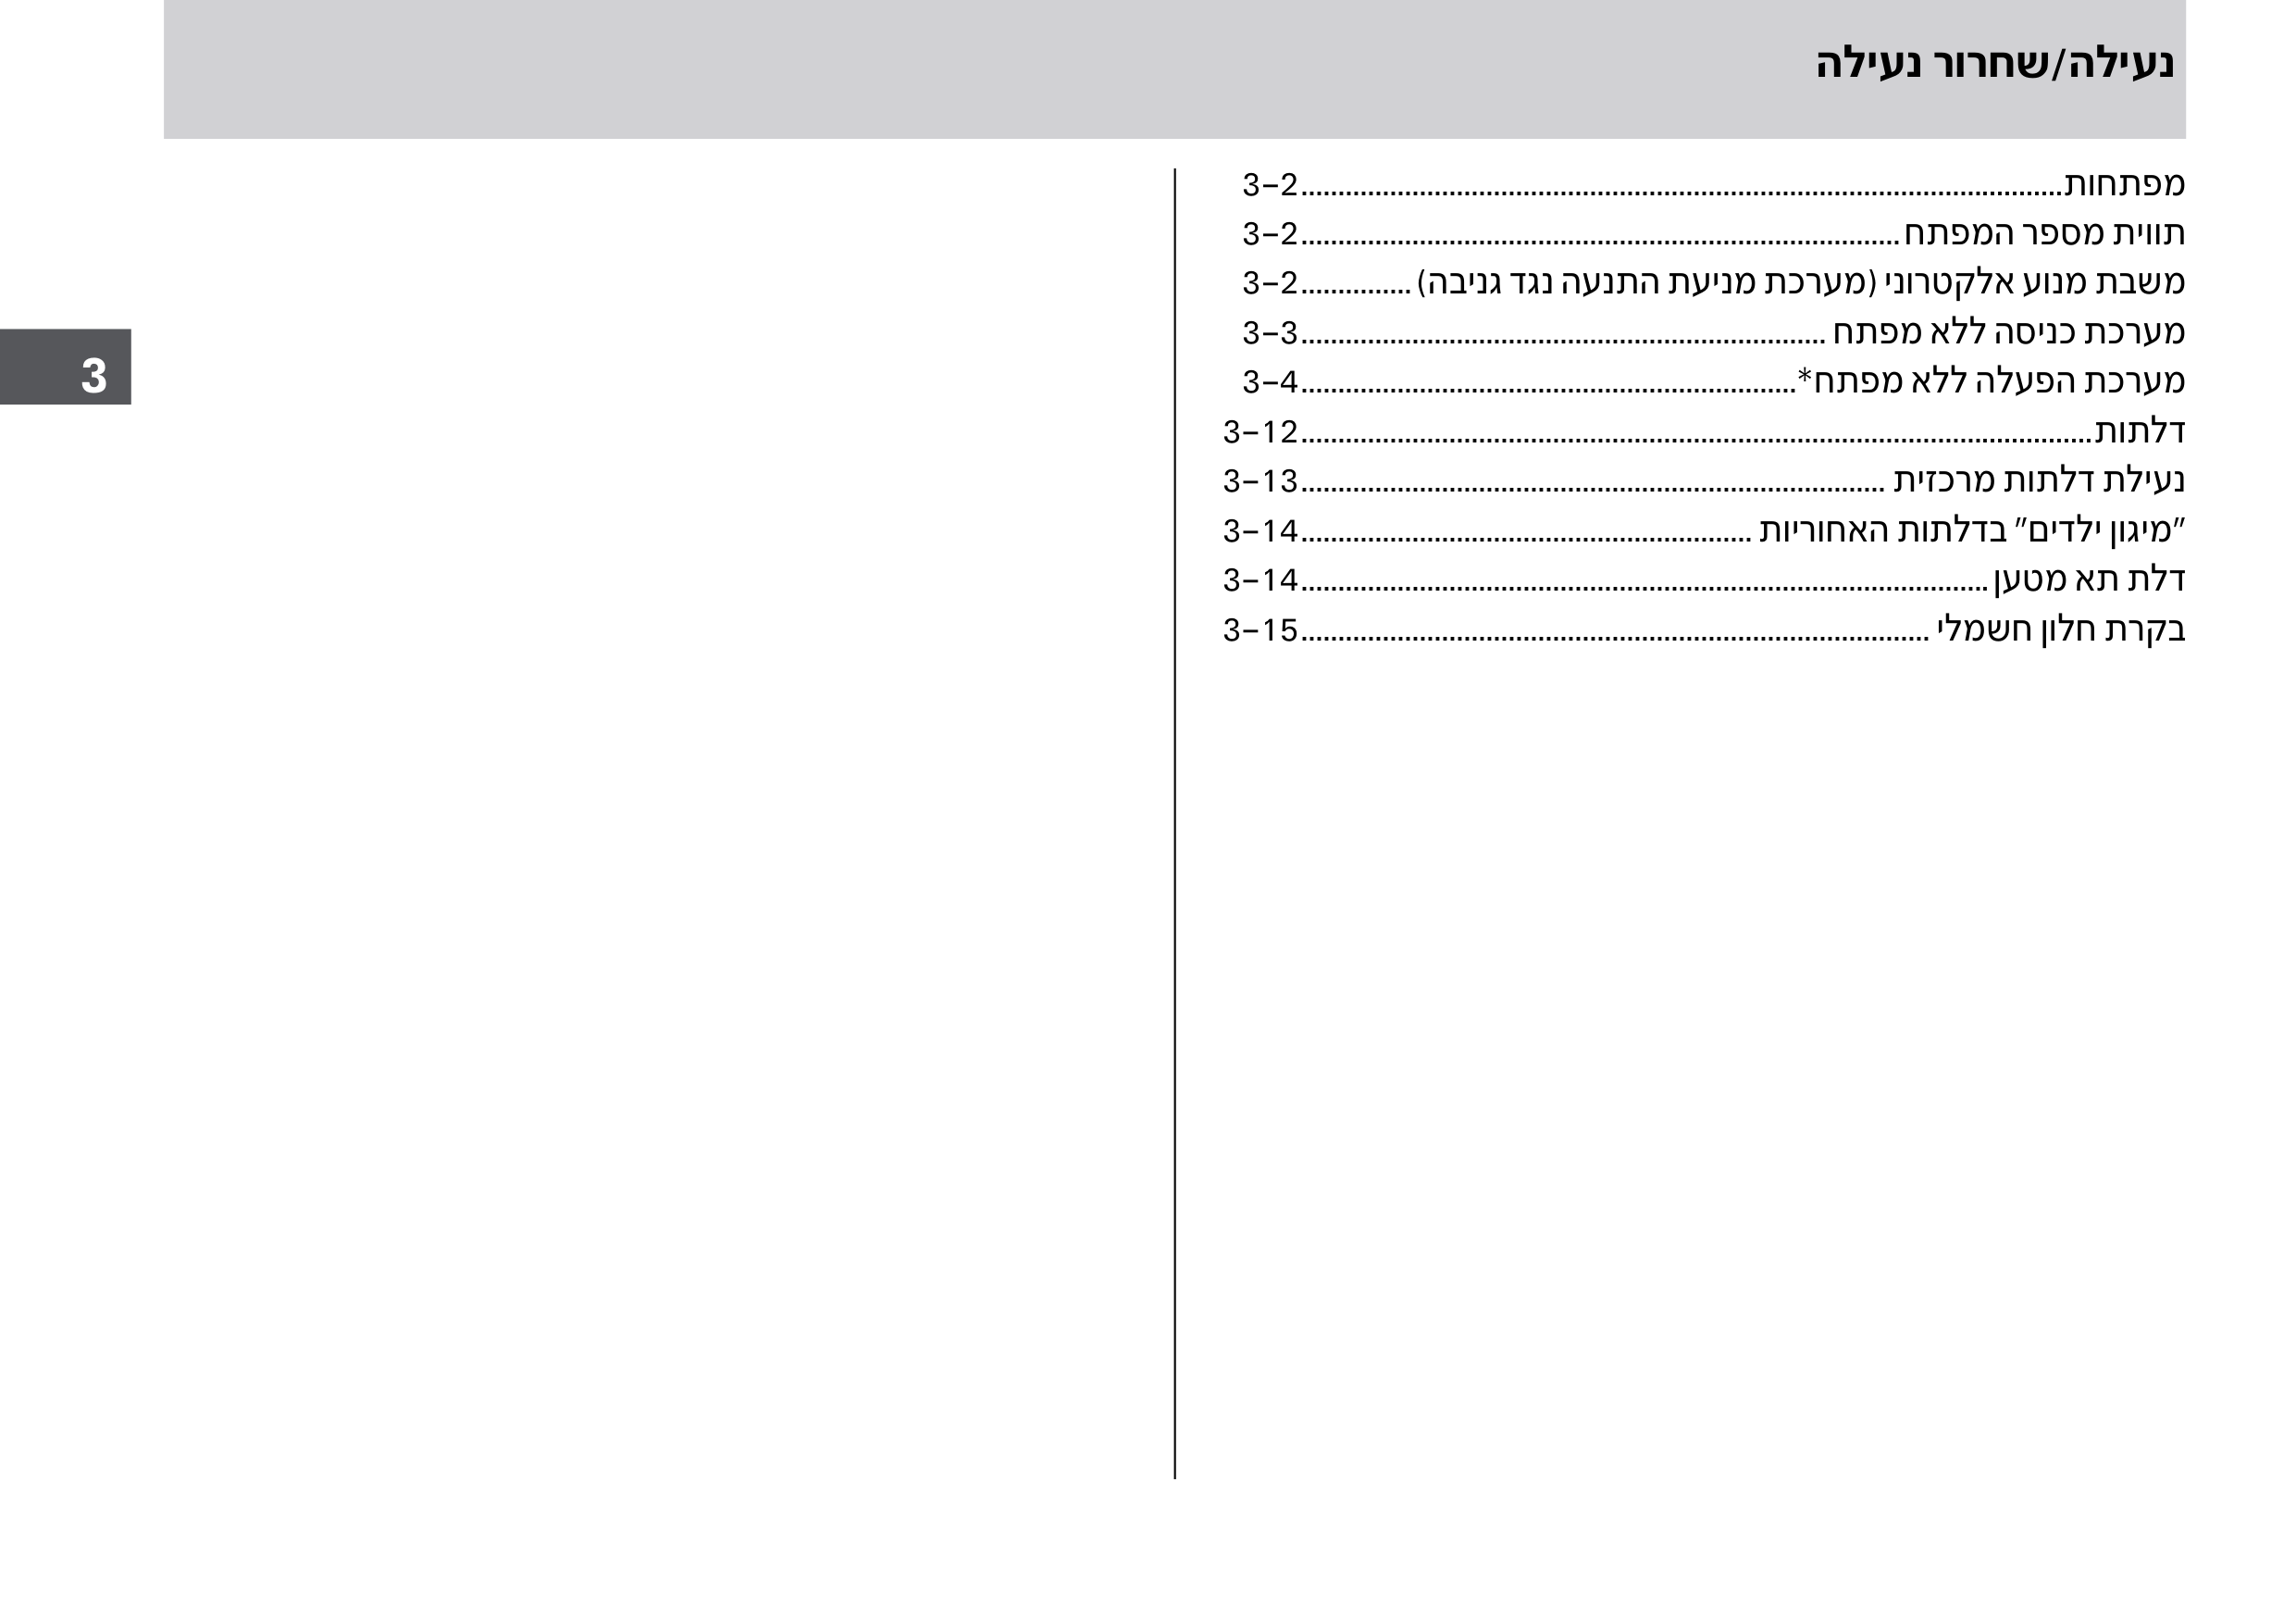 נעילה/שחרור נעילה
מפתחות.......................................................................................................3-2
תווית מספר המפתח.................................................................................3-2
משבת מנוע אלקטרוני (מערכת מניעת התנעה נגד גניבה)...............3-2
מערכת כניסה ללא מפתח.......................................................................3-3
מערכת הפעלה ללא מפתח*...................................................................3-4
דלתות...........................................................................................................3-12
נעילת דלתות מרכזית...............................................................................3-13
"מיגון ילדים" בדלתות האחוריות.............................................................3-14
דלת תא מטען.............................................................................................3-14
בקרת חלון חשמלי.....................................................................................3-15
3